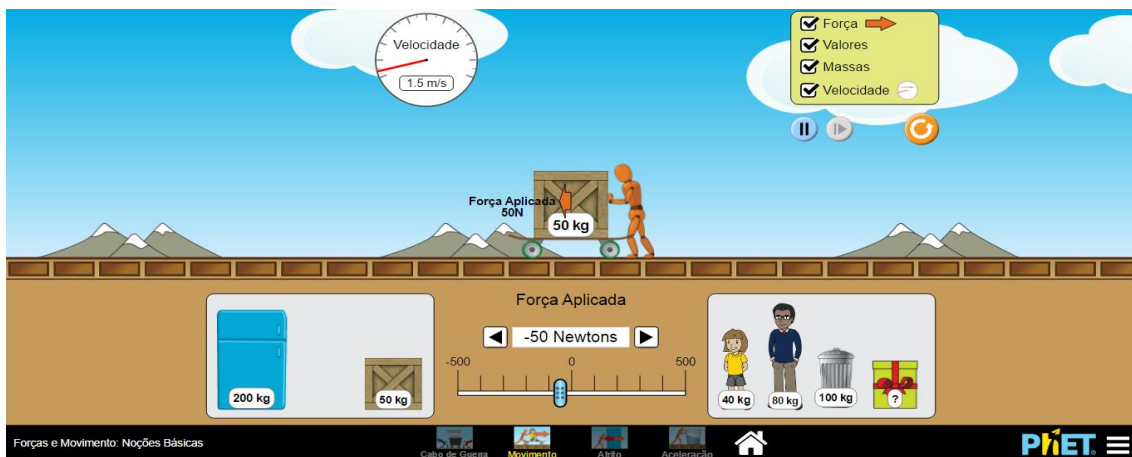 Velocidade
1.5 m/s
Força
Valores
Massas
Velocidade
Força Aplicada
50N
50 kg
Força Aplicada
-50 Newtons
-500
0
500
200 kg
50 kg
40 kg
80 kg
100 kg
?
Forças e Movimento: Noções Básicas
Cabo de Guerra
Movimento
Atrito
Aceleração
PhET